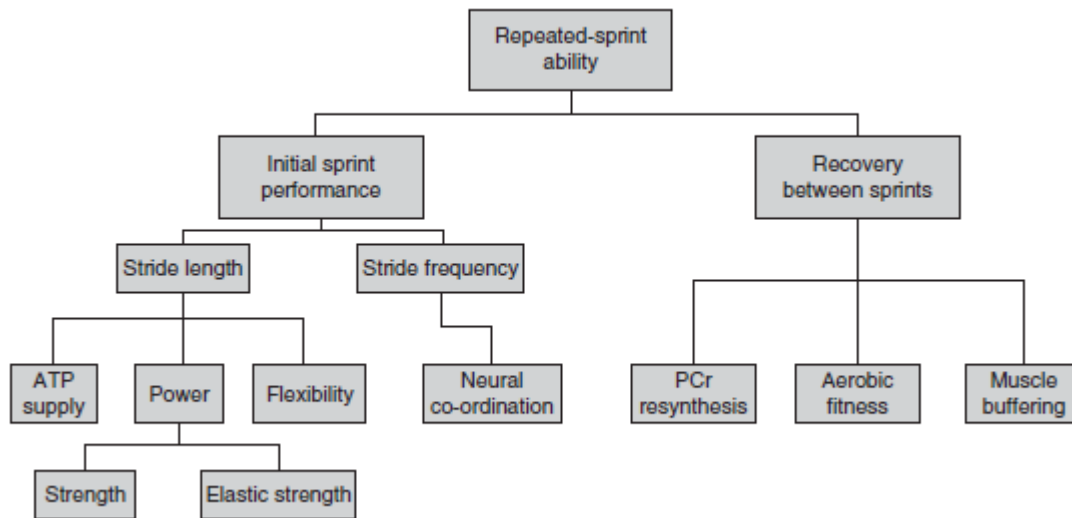 Repeated-sprint
ability
Initial sprint
performance
Recovery
between sprints
Stride length
Stride frequency
ATP
supply
Power
Flexibility
Neural
co-ordination
PCr
resynthesis
Aerobic
fitness
Muscle
buffering
Strength
Elastic strength